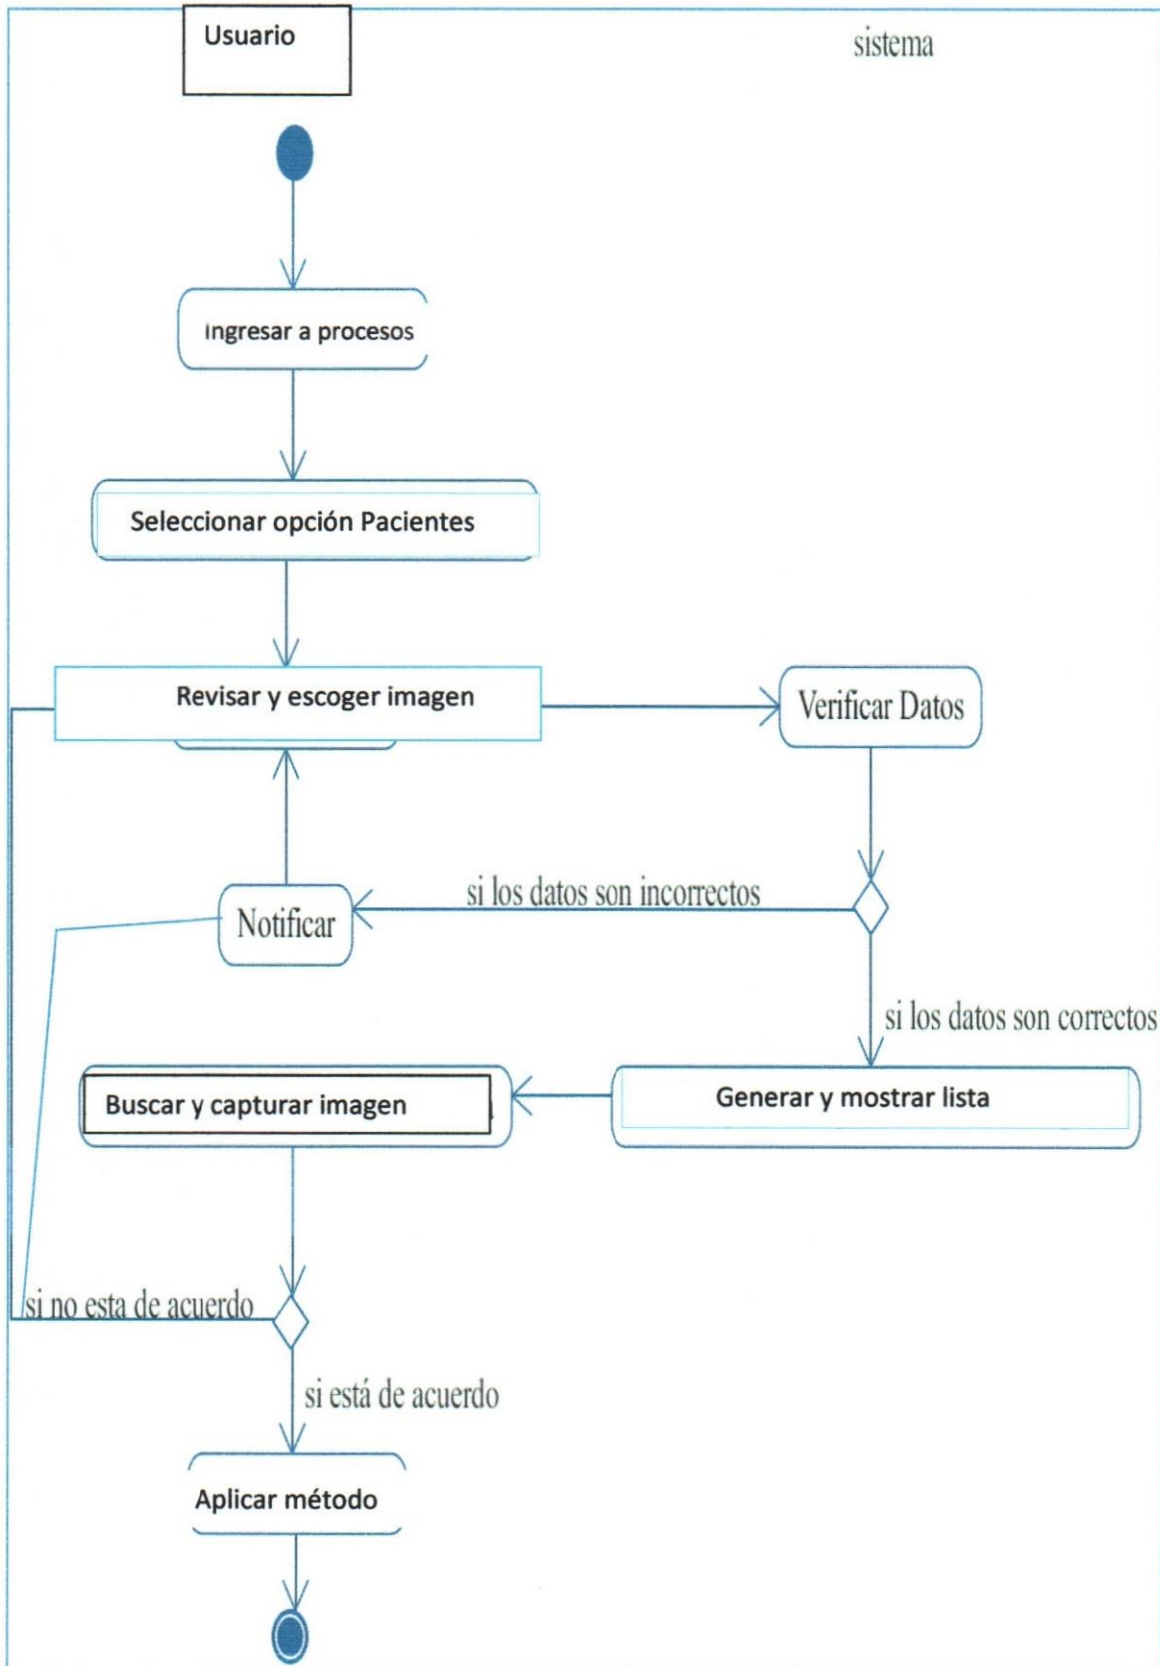 Usuario
sistema
Ingresar a procesos
Seleccionar opción Pacientes
Revisar y escoger imagen
Verificar Datos
si los datos son incorrectos
Notificar
si los datos son correctos
Buscar y capturar imagen
Generar y mostrar lista
si no esta de acuerdo
si está de acuerdo
Aplicar método